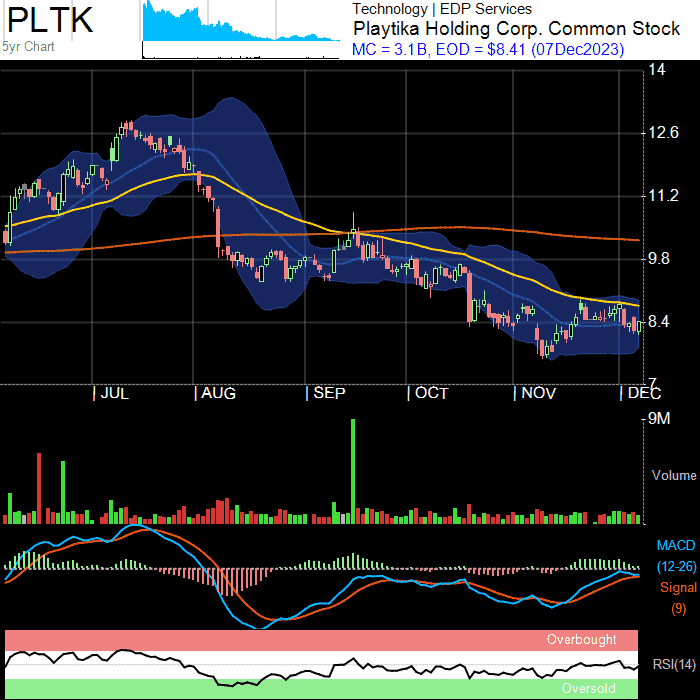 PLTK
5yr Chart
Technology | EDP Services
Playtika Holding Corp. Common Stock
MC = 3.1B, EOD = $8.41 (07Dec2023)
14
12.6
11.2
9.8
8.4
7
| JUL | AUG | SEP | OCT | NOV | DEC
9M
Volume
MACD
(12-26)
Signal
(9)
Overbought
RSI(14)
Oversold